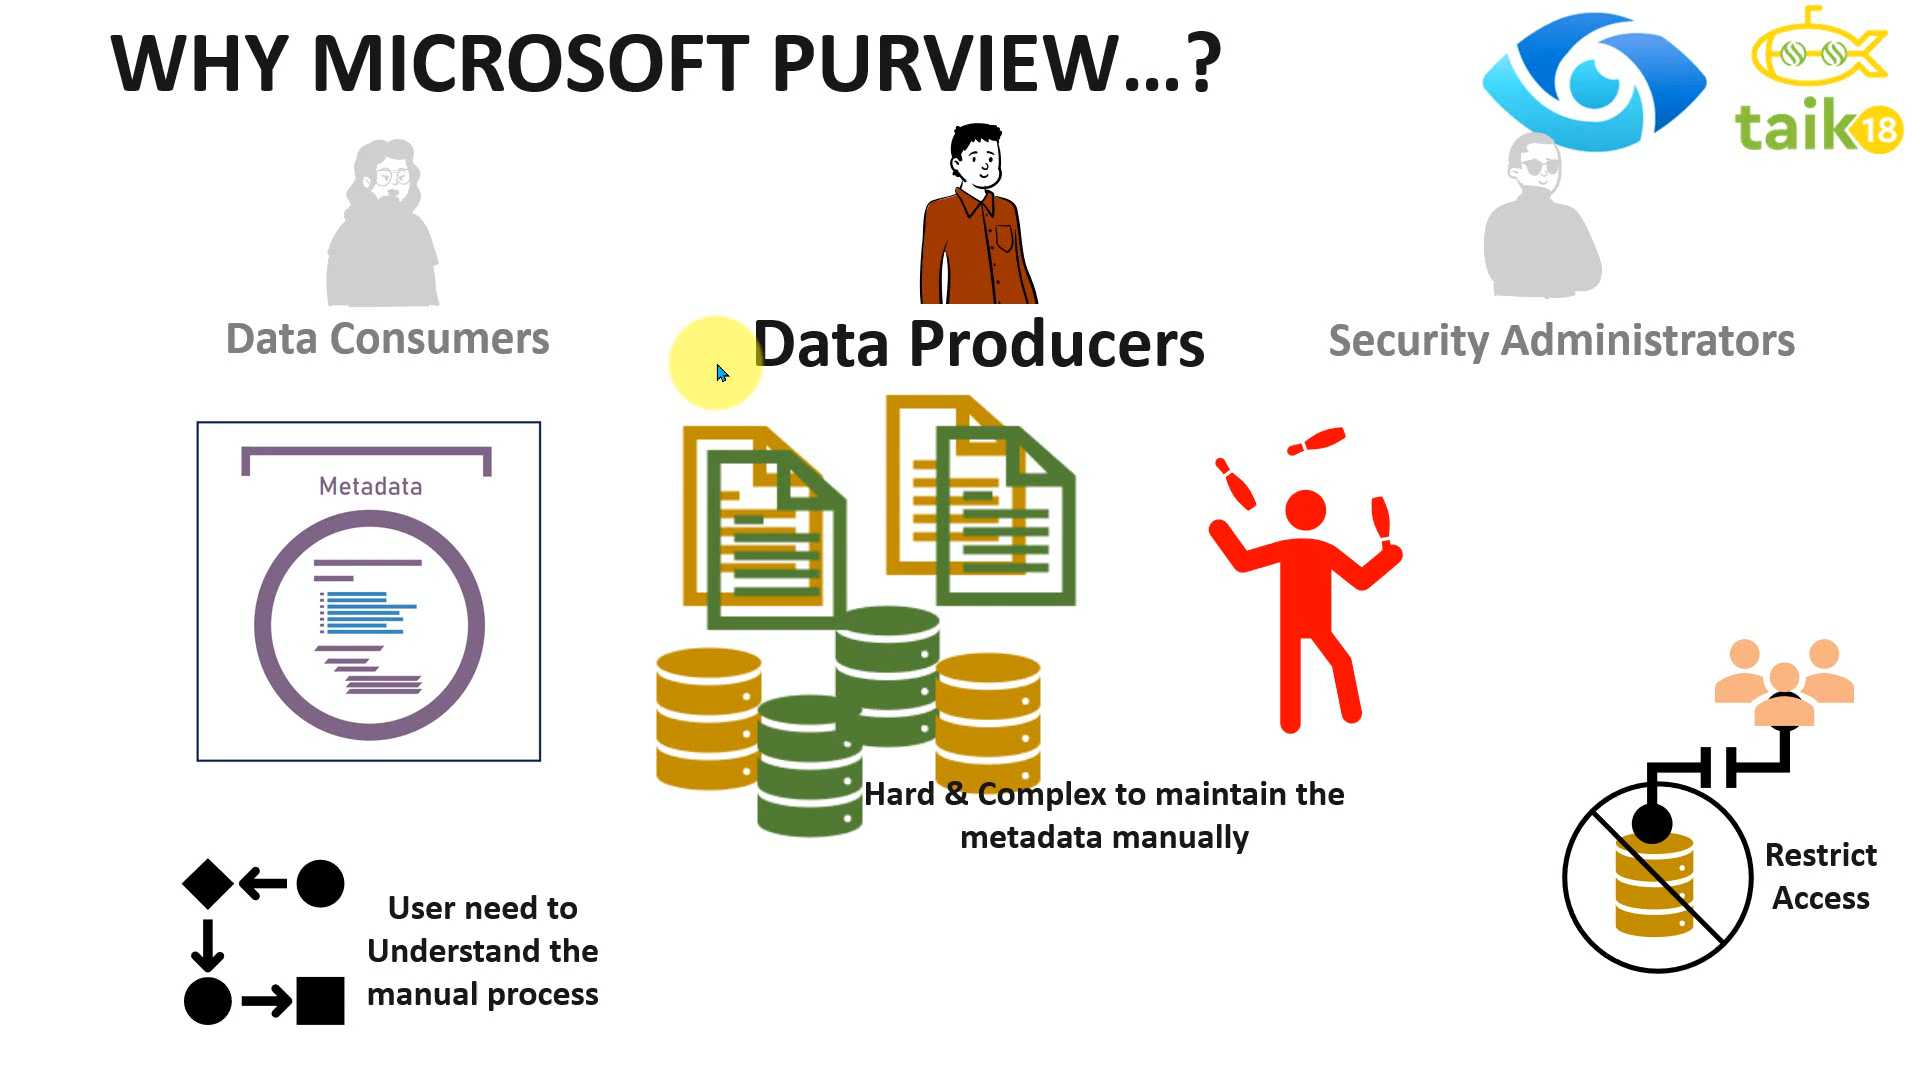 WHY MICROSOFT PURVIEW...?
taik18
Data Consumers
Data Producers
Security Administrators
Metadata
Hard & Complex to maintain the
metadata manually
Restrict
Access
User need to
Understand the
manual process